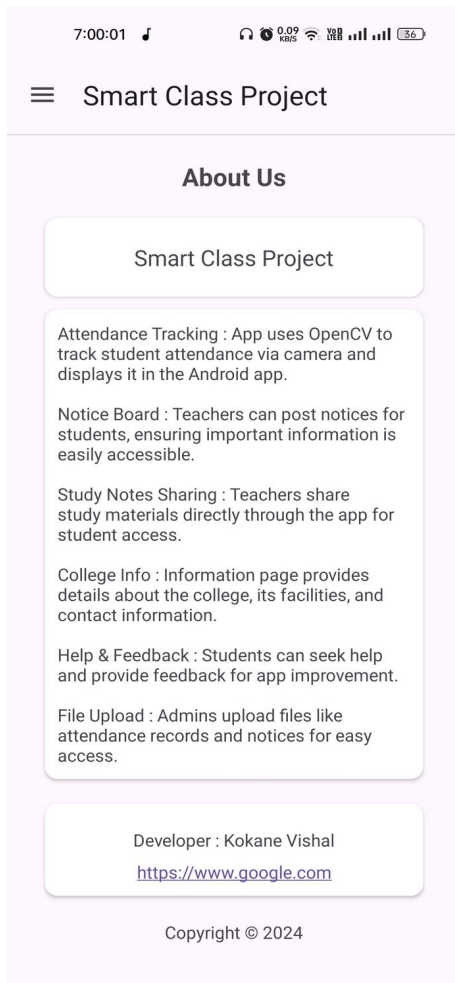 7:00:01
0.09
KB/S
Vo
LTE
36
Smart Class Project
About Us
Smart Class Project
Attendance Tracking : App uses OpenCV to
track student attendance via camera and
displays it in the Android app.
Notice Board : Teachers can post notices for
students, ensuring important information is
easily accessible.
Study Notes Sharing : Teachers share
study materials directly through the app for
student access.
College Info : Information page provides
details about the college, its facilities, and
contact information.
Help & Feedback : Students can seek help
and provide feedback for app improvement.
File Upload : Admins upload files like
attendance records and notices for easy
access.
Developer : Kokane Vishal
https://www.google.com
Copyright © 2024